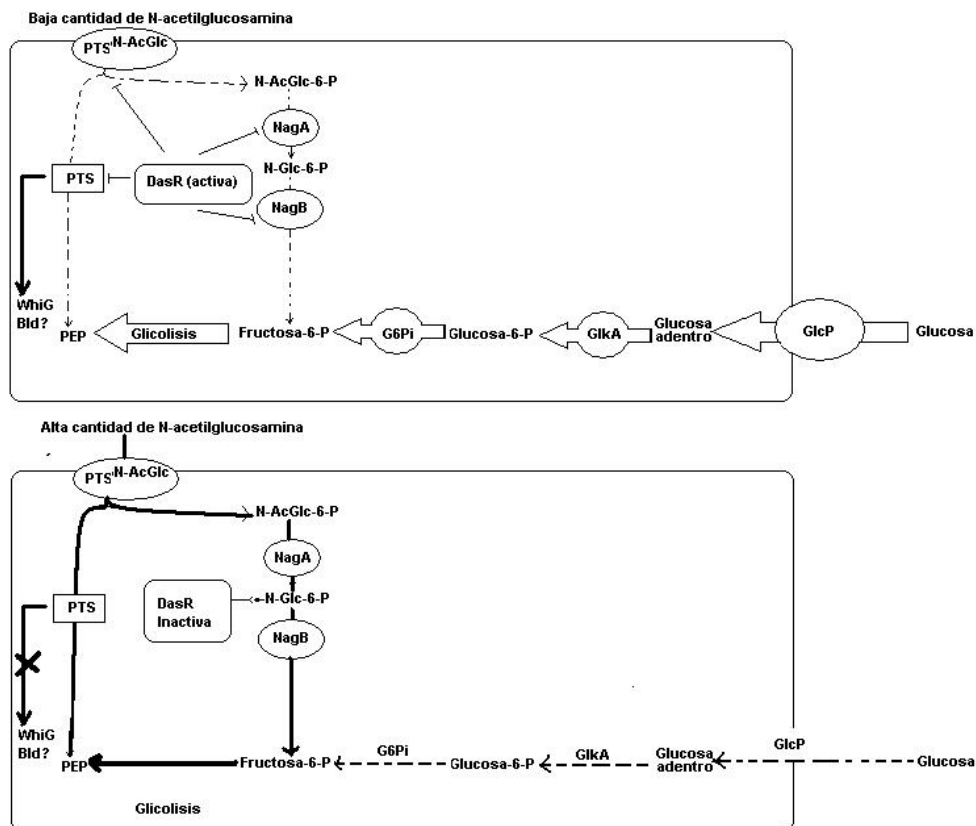 Baja cantidad de N-acetilglucosamina
PTS N-AcGlc
N-AcGlc-6-P
NagA
N-Glc-6-P
PTS
DasR (activa)
NagB
WhiG
Bld?
PEP
Glicolisis
Fructosa-6-P
G6Pi
Glucosa-6-P
GlkA
Glucosa
adentro
GlcP
Glucosa
Alta cantidad de N-acetilglucosamina
PTS N-AcGlc
N-AcGlc-6-P
NagA
DasR
Inactiva
N-Glc-6-P
PTS
NagB
WhiG
Bld?
PEP
Fructosa-6-P
G6Pi
Glucosa-6-P
GlkA
Glucosa
adentro
GlcP
Glucosa
Glicolisis